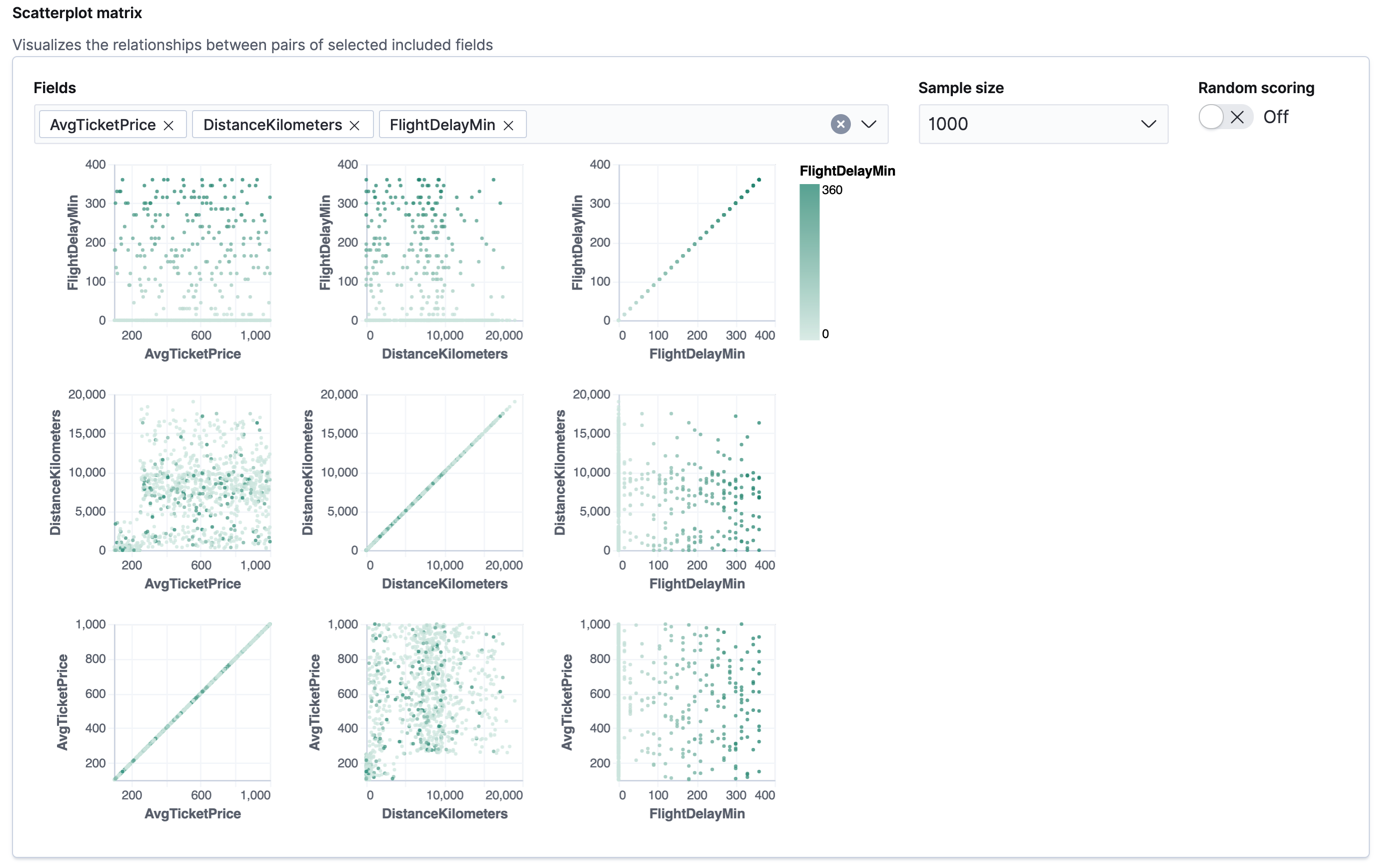 Scatterplot matrix
Visualizes the relationships between pairs of selected included fields
Fields
Sample size
Random scoring
AvgTicketPrice
DistanceKilometers
FlightDelayMin
1000
Off
400
300
200
100
0
FlightDelayMin
200 600 1,000
AvgTicketPrice
400
300
200
100
0
FlightDelayMin
0 10,000 20,000
DistanceKilometers
400
300
200
100
0
FlightDelayMin
0 100 200 300 400
FlightDelayMin
FlightDelayMin
360
0
20,000
15,000
10,000
5,000
0
DistanceKilometers
200 600 1,000
AvgTicketPrice
20,000
15,000
10,000
5,000
0
DistanceKilometers
0 10,000 20,000
DistanceKilometers
20,000
15,000
10,000
5,000
0
DistanceKilometers
0 100 200 300 400
FlightDelayMin
1,000
800
600
400
200
AvgTicketPrice
200 600 1,000
AvgTicketPrice
1,000
800
600
400
200
AvgTicketPrice
0 10,000 20,000
DistanceKilometers
1,000
800
600
400
200
AvgTicketPrice
0 100 200 300 400
FlightDelayMin